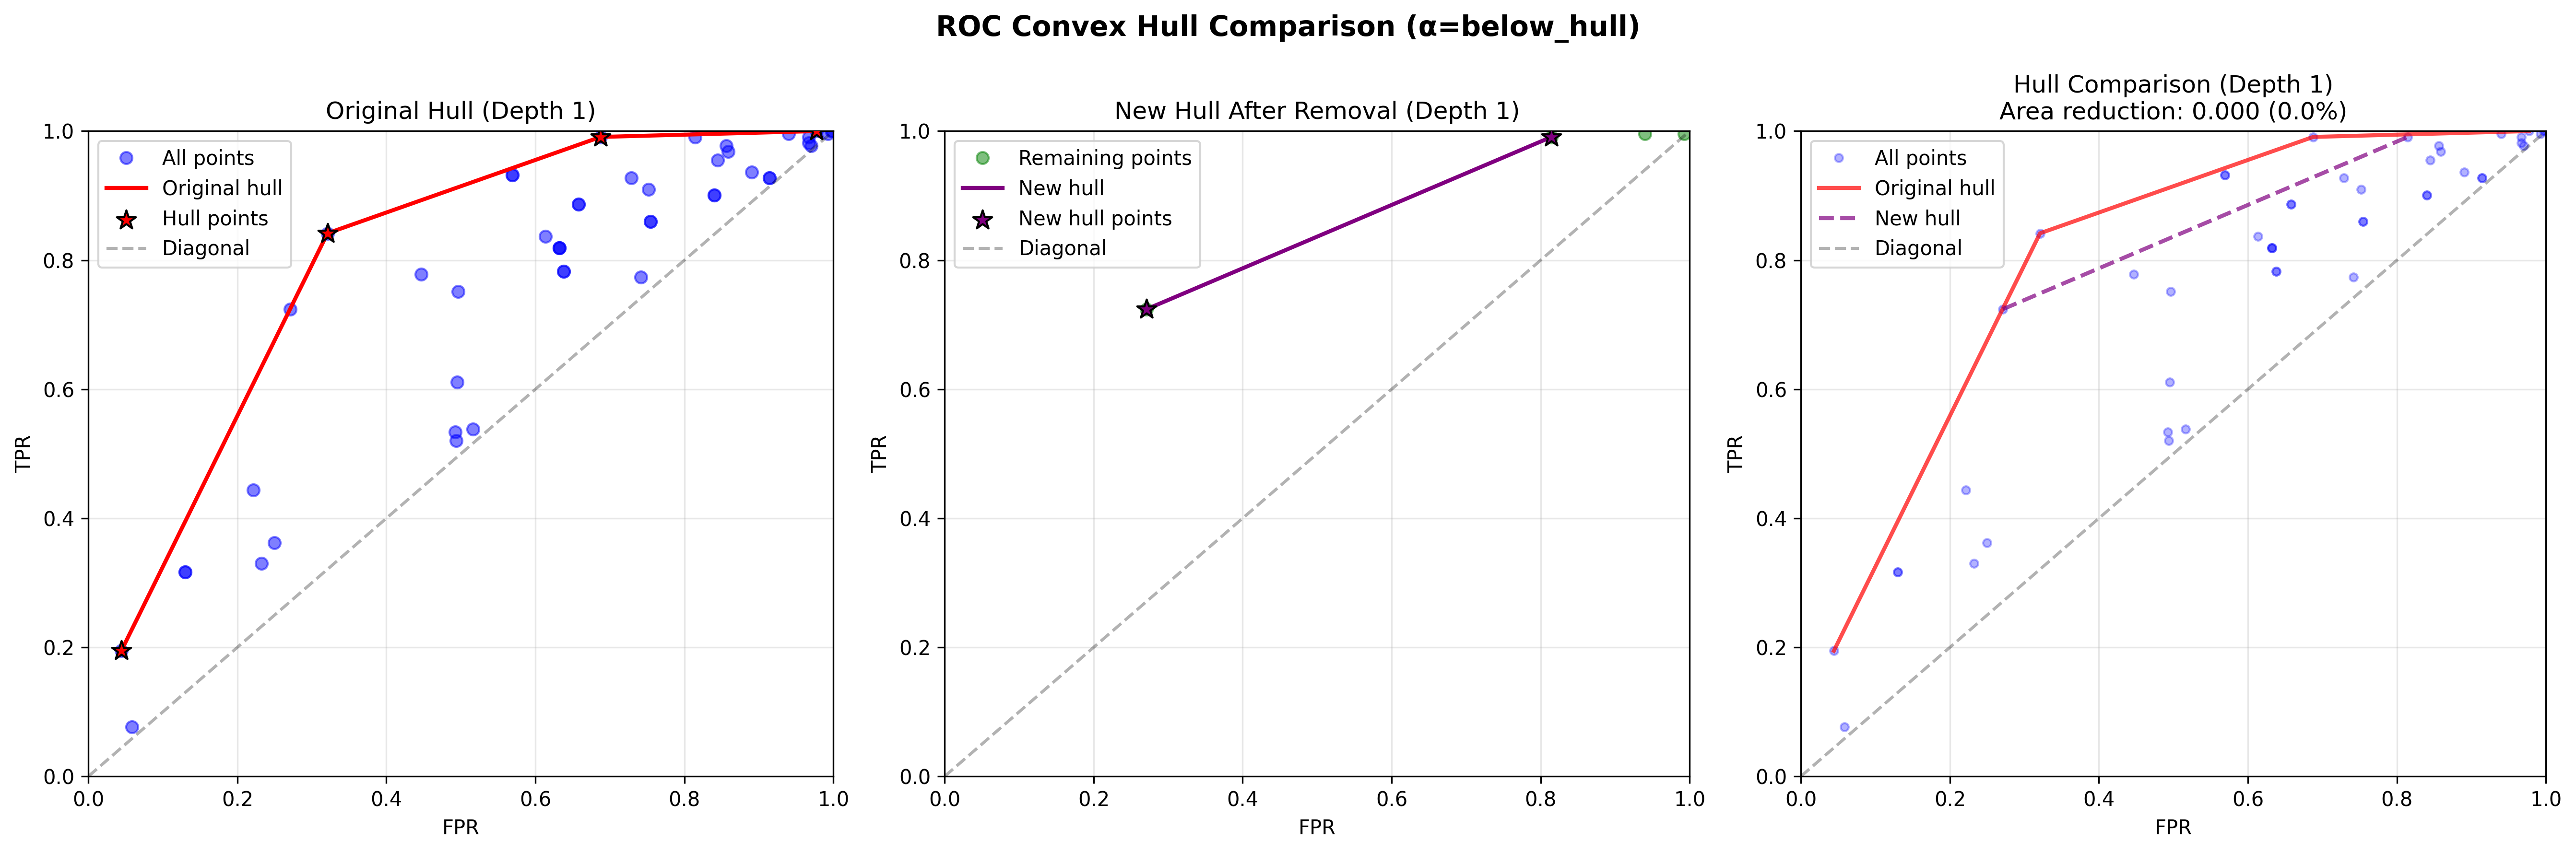 ROC Convex Hull Comparison (α=below_hull)
Original Hull (Depth 1)
1.0
0.8
0.6
0.4
0.2
0.0
TPR
All points
Original hull
Hull points
Diagonal
0.0 0.2 0.4 0.6 0.8 1.0
FPR
New Hull After Removal (Depth 1)
1.0
0.8
0.6
0.4
0.2
0.0
TPR
Remaining points
New hull
New hull points
Diagonal
0.0 0.2 0.4 0.6 0.8 1.0
FPR
Hull Comparison (Depth 1)
Area reduction: 0.000 (0.0%)
1.0
0.8
0.6
0.4
0.2
0.0
TPR
All points
Original hull
New hull
Diagonal
0.0 0.2 0.4 0.6 0.8 1.0
FPR